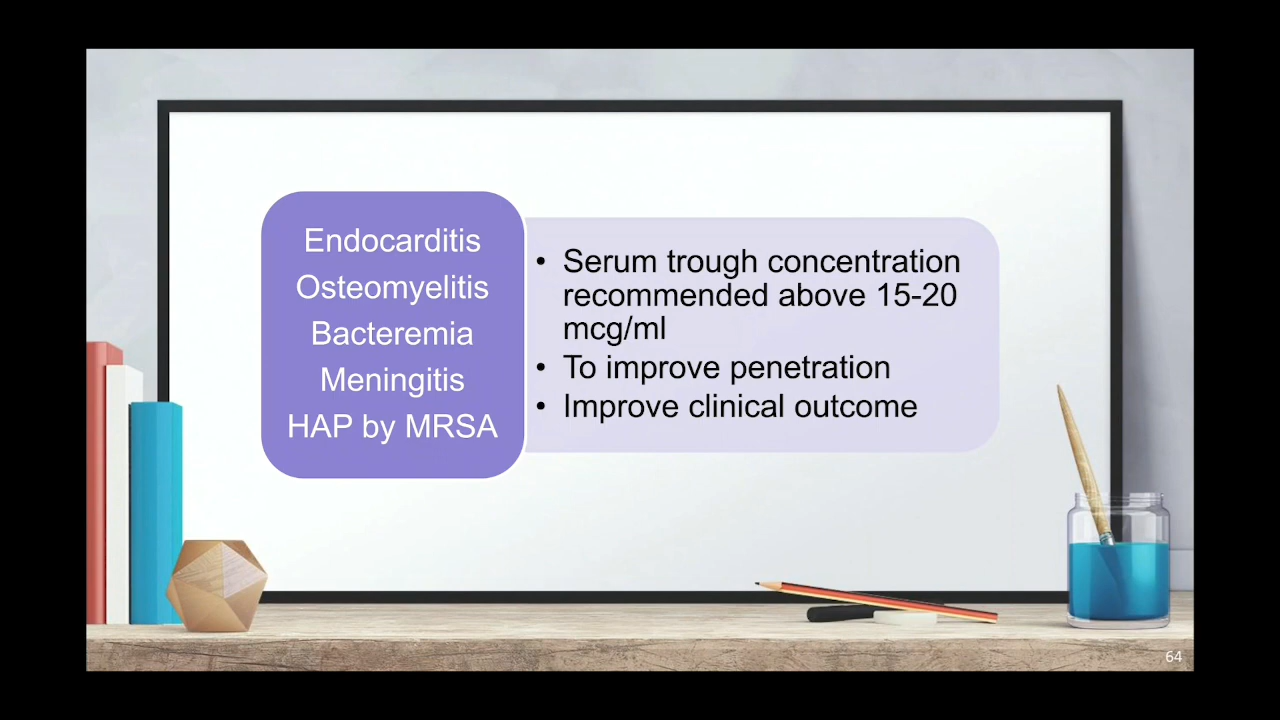 Endocarditis
Osteomyelitis
Bacteremia
Meningitis
HAP by MRSA
• Serum trough concentration
recommended above 15-20
mcg/ml
• To improve penetration
• Improve clinical outcome
64